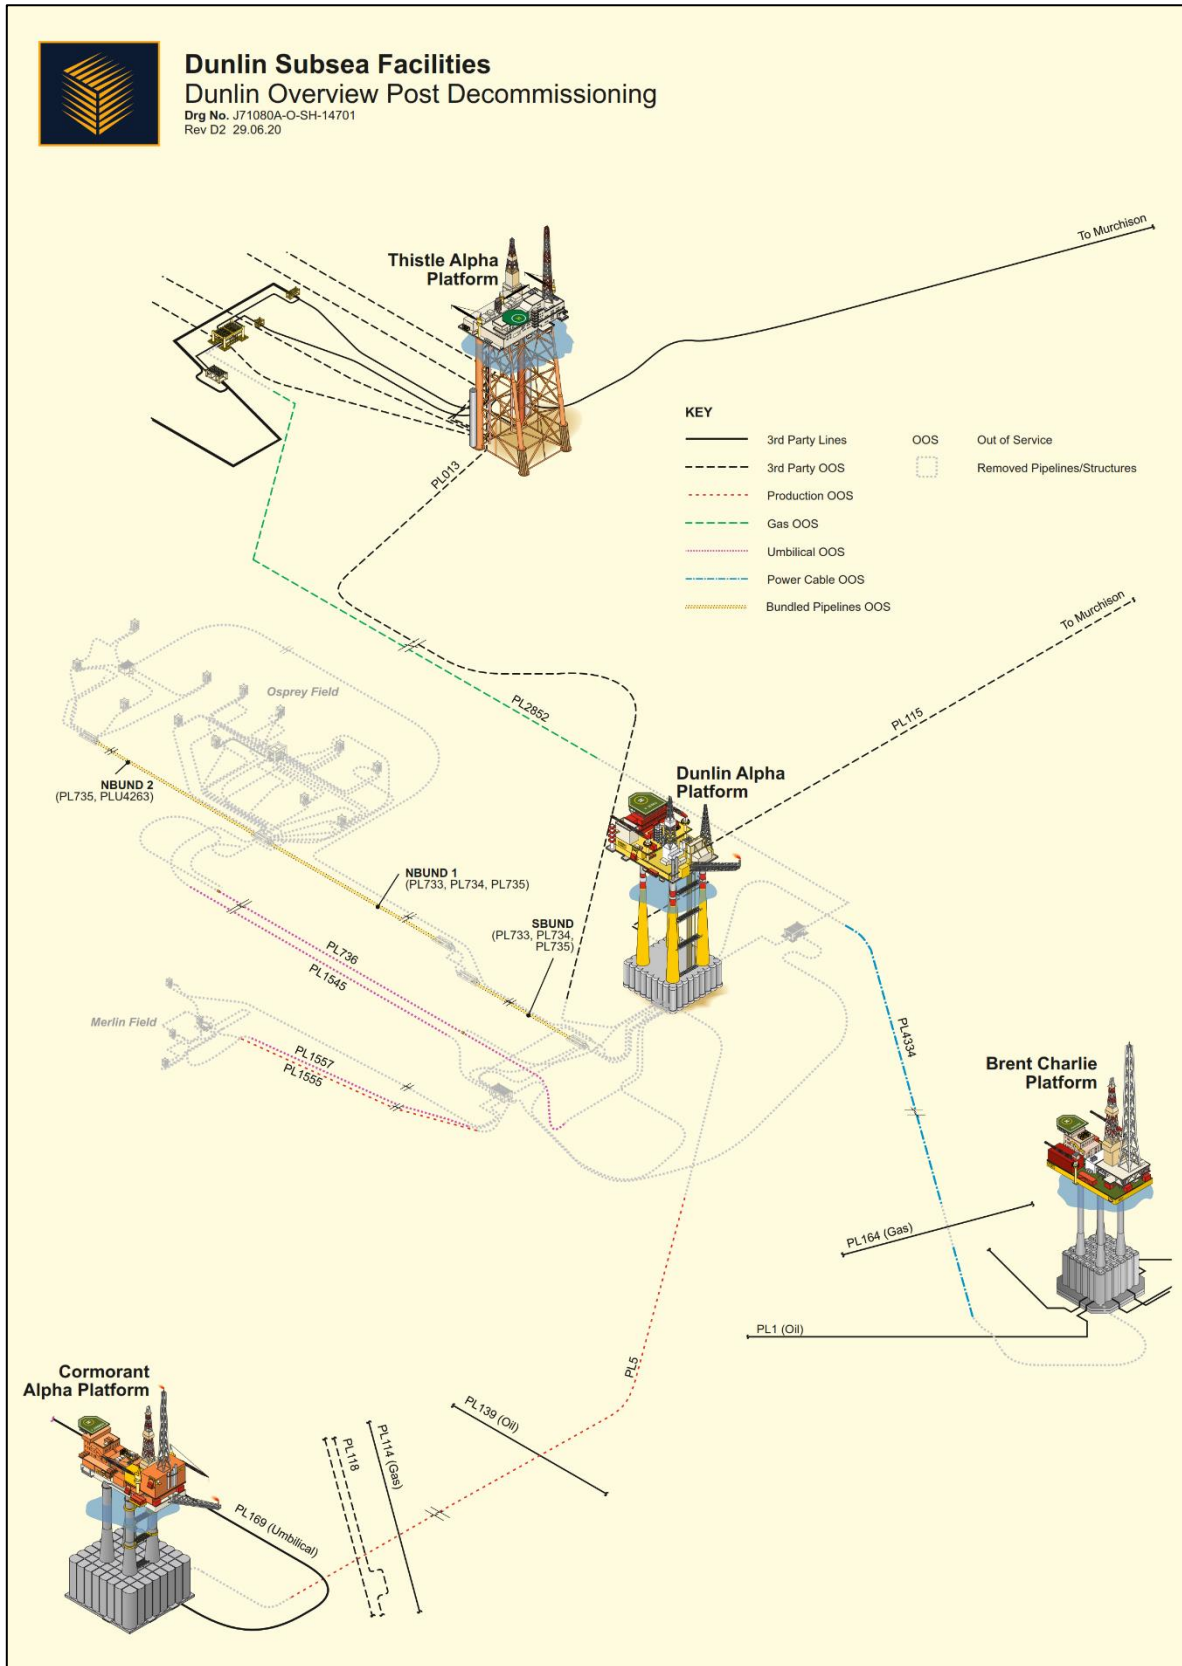 Dunlin Subsea Facilities
Dunlin Overview Post Decommissioning
Drg No. J71080A-O-SH-14701
Rev D2 29.06.20
To Murchison
Thistle Alpha
Platform
KEY
3rd Party Lines
OOS
Out of Service
3rd Party OOS
Removed Pipelines/Structures
Production OOS
Gas OOS
Umbilical OOS
Power Cable OOS
Bundled Pipelines OOS
PL013
To Murchison
Osprey Field
PL2852
PL115
Dunlin Alpha
Platform
NBUND 2
(PL735, PLU4263)
NBUND 1
(PL733, PL734, PL735)
SBUND
(PL733, PL734,
PL735)
PL736
PL1545
Merlin Field
PL1557
PL1555
PL4334
Brent Charlie
Platform
PL164 (Gas)
PL1 (Oil)
PL5
Cormorant
Alpha Platform
PL139 (Oil)
PL114 (Gas)
PL118
PL169 (Umbilical)